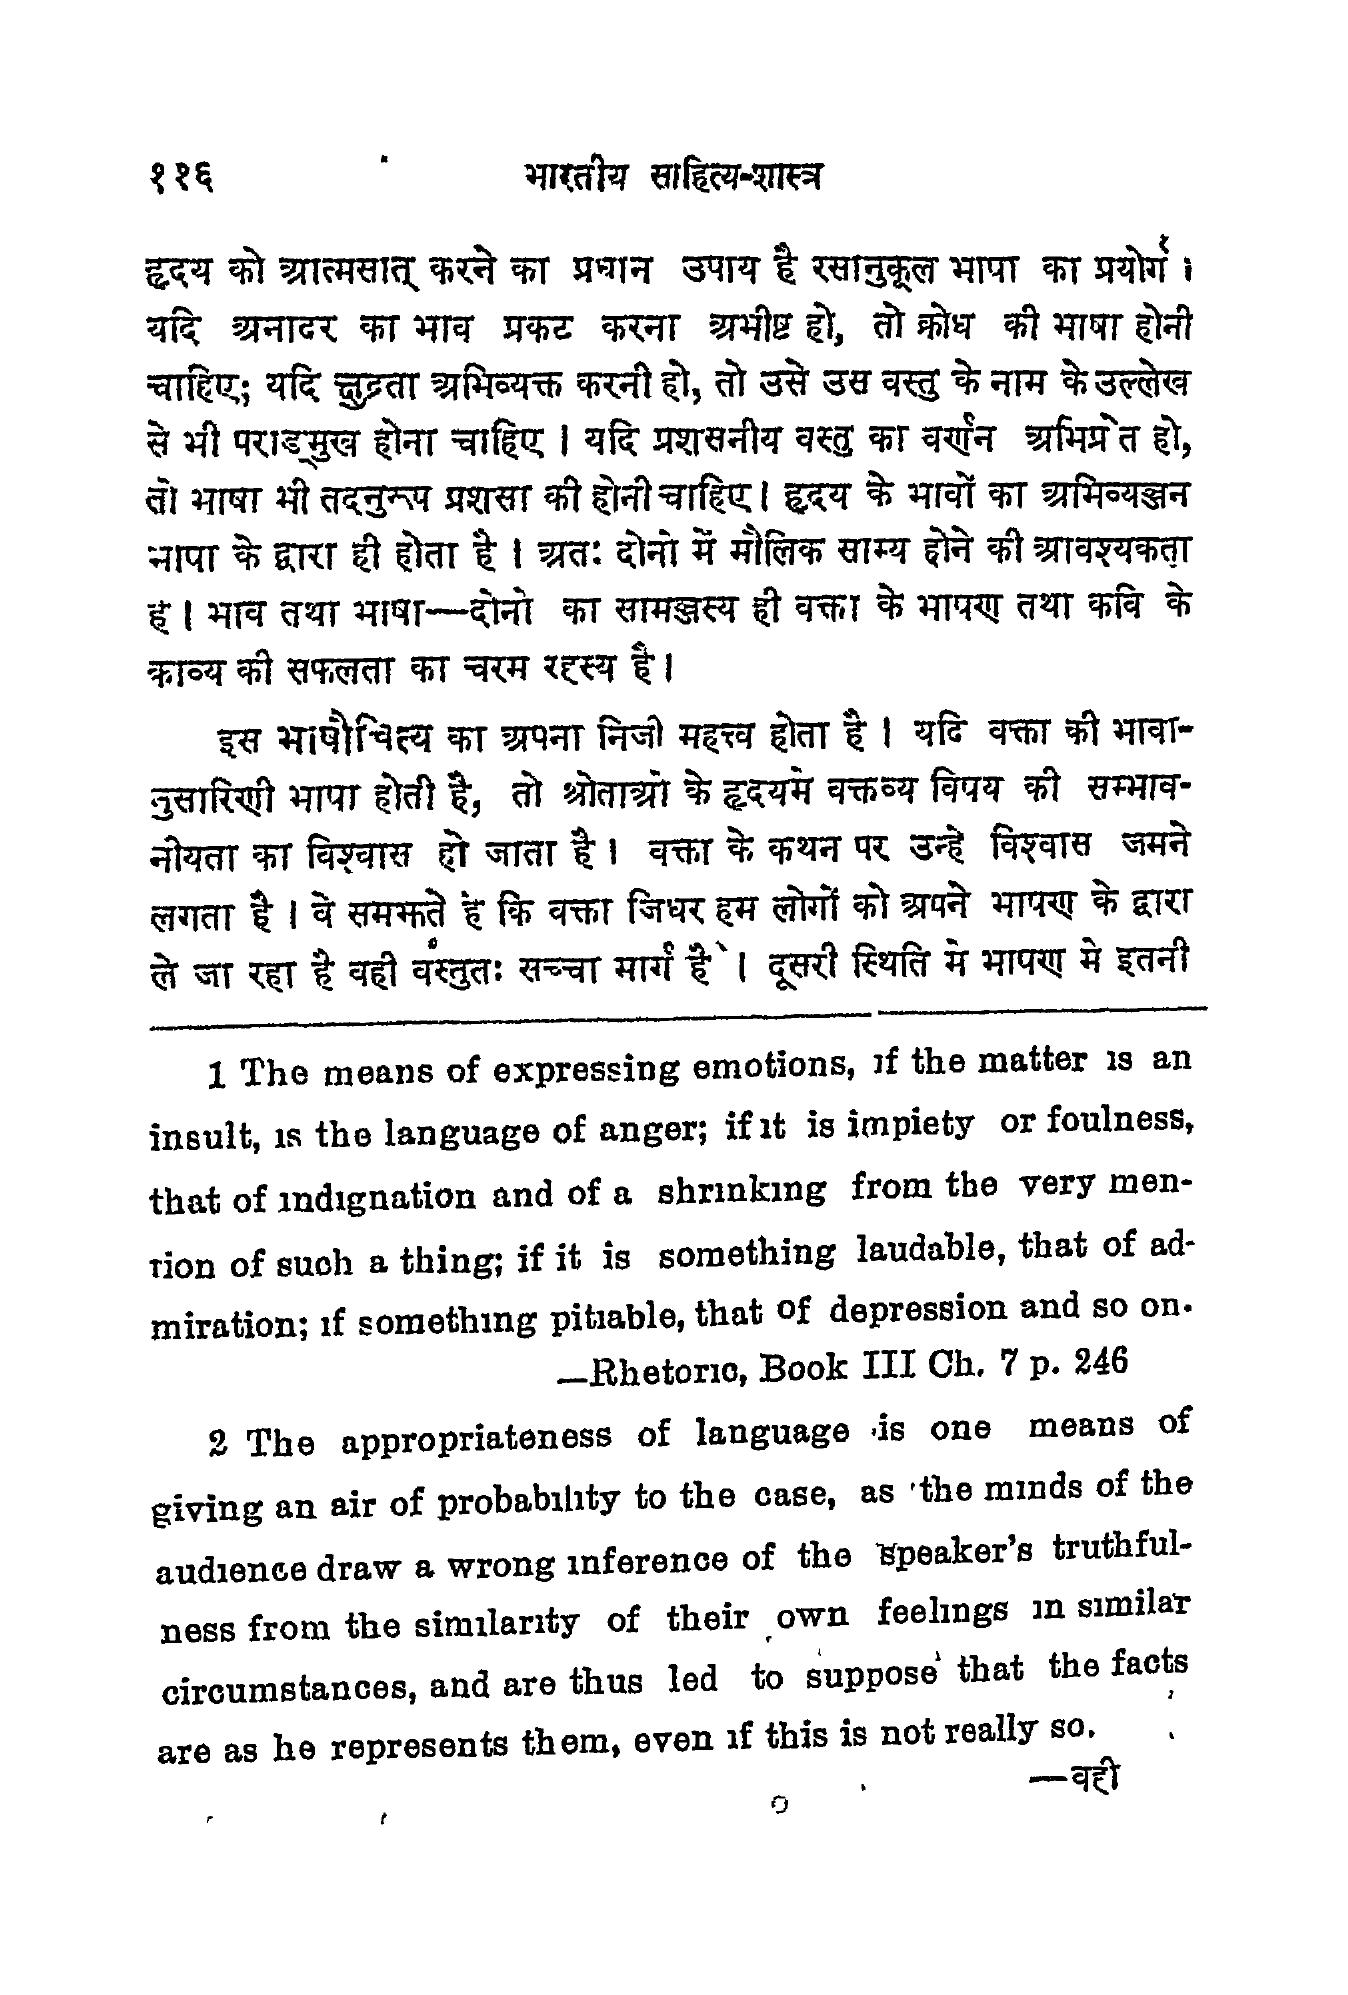 ११६ भारतीय साहित्य-शास्त्र
हृदय को आत्मसात् करने का प्रधान उपाय है रसानुकूल भाषा का प्रयोग¹ ।
यदि अनादर का भाव प्रकट करना अभीष्ट हो, तो क्रोध की भाषा होनी
चाहिए; यदि क्षुद्रता अभिव्यक्त करनी हो, तो उसे उस वस्तु के नाम के उल्लेख
से भी पराङ्मुख होना चाहिए । यदि प्रशसनीय वस्तु का वर्णन अभिप्रेत हो,
तो भाषा भी तदनुरूप प्रशसा की होनी चाहिए । हृदय के भावों का अभिव्यञ्जन
भाषा के द्वारा ही होता है । अतः दोनो में मौलिक साम्य होने की आवश्यकता
है । भाव तथा भाषा—दोनो का सामञ्जस्य ही वक्ता के भाषण तथा कवि के
काव्य की सफलता का चरम रहस्य है ।
इस भाषौचित्य का अपना निजी महत्त्व होता है । यदि वक्ता की भावा-
नुसारिणी भाषा होती है, तो श्रोताओ के हृदयमे वक्तव्य विषय की सम्भाव-
नीयता का विश्वास हो जाता है । वक्ता के कथन पर उन्हे विश्वास जमने
लगता है । वे समझते हैं कि वक्ता जिधर हम लोगों को अपने भाषण के द्वारा
ले जा रहा है वही वस्तुतः सच्चा मार्ग है² । दूसरी स्थिति मे भाषण मे इतनी
1 The means of expressing emotions, if the matter is an
insult, is the language of anger; if it is impiety or foulness,
that of indignation and of a shrinking from the very men-
tion of such a thing; if it is something laudable, that of ad-
miration; if something pitiable, that of depression and so on.
—Rhetoric, Book III Ch. 7 p. 246
2 The appropriateness of language is one means of
giving an air of probability to the case, as the minds of the
audience draw a wrong inference of the speaker's truthful-
ness from the similarity of their own feelings in similar
circumstances, and are thus led to suppose that the facts
are as he represents them, even if this is not really so.
—वही